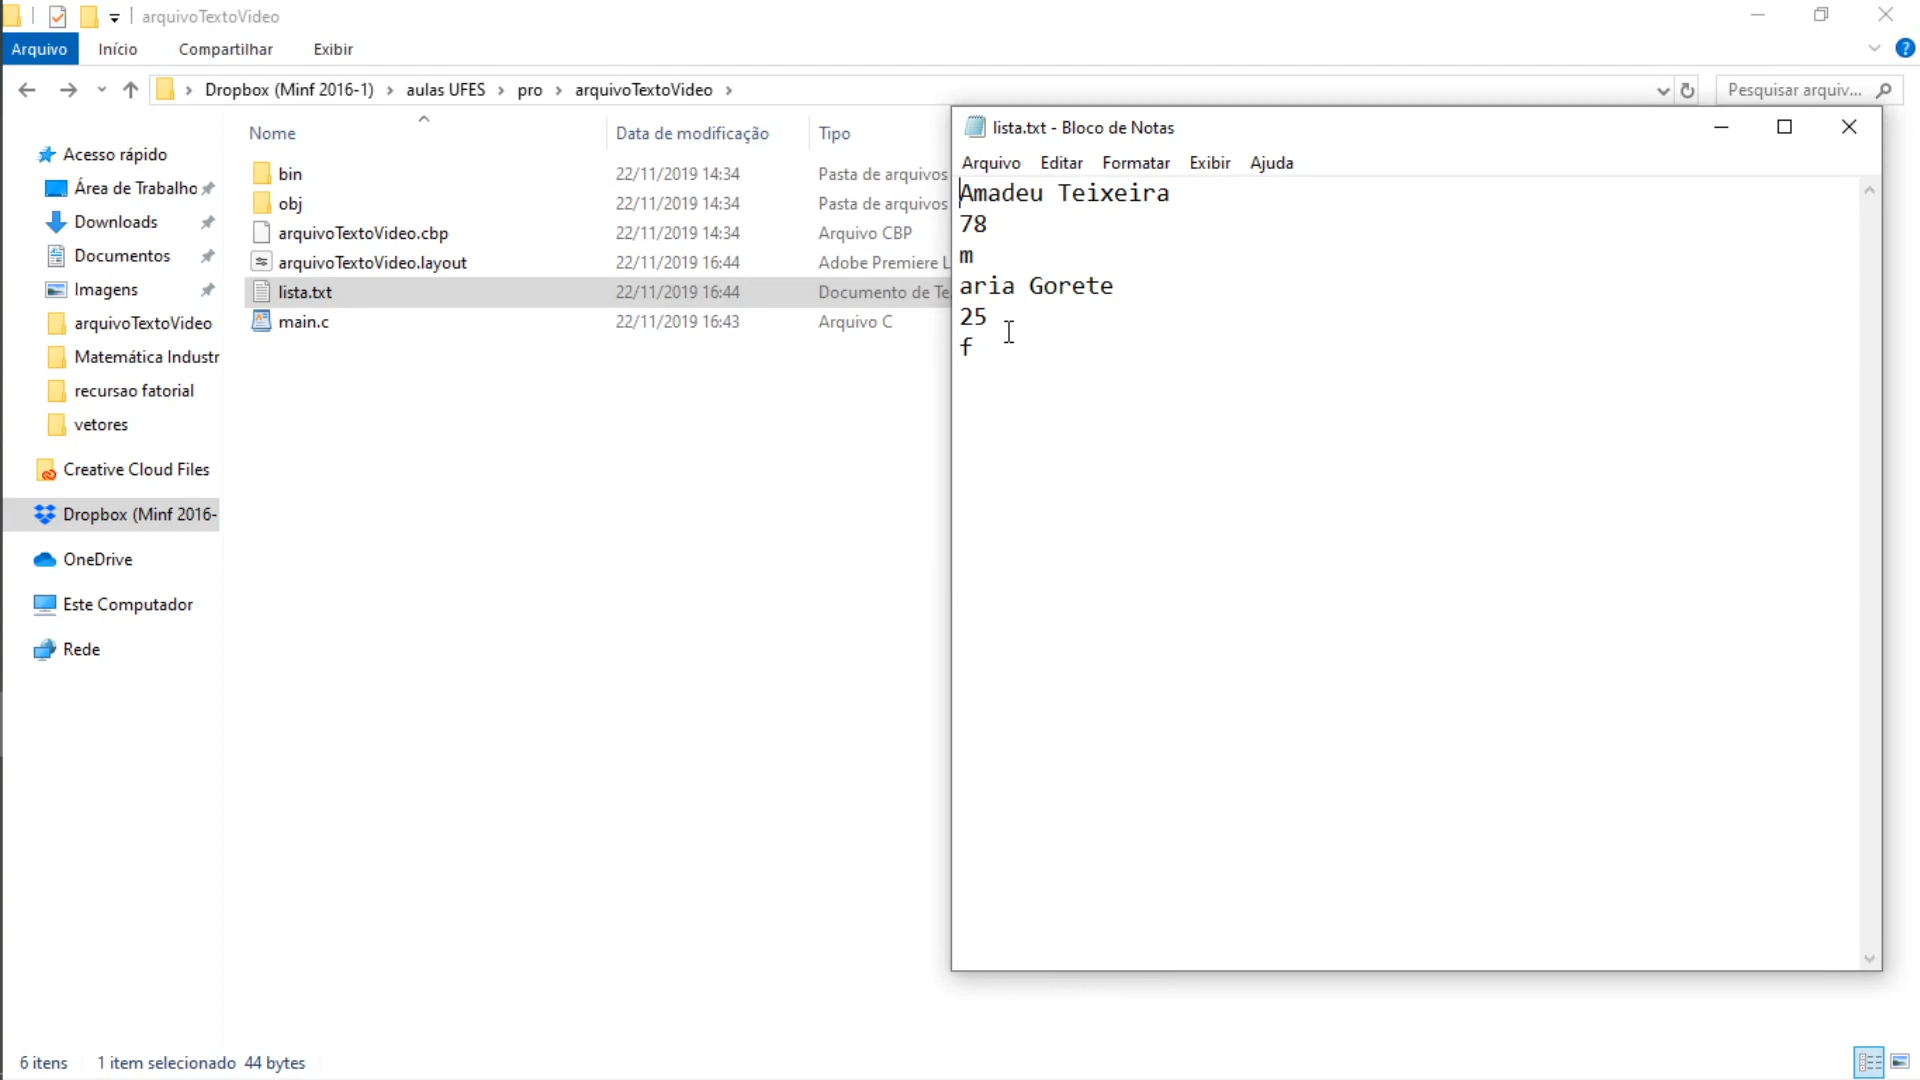 arquivoTextoVideo
Arquivo Início Compartilhar Exibir
Dropbox (Minf 2016-1) aulas UFES pro arquivoTextoVideo
Pesquisar arquiv...
Nome Data de modificação Tipo
Acesso rápido
Área de Trabalho
Downloads
Documentos
Imagens
arquivoTextoVideo
Matemática Industr
recursao fatorial
vetores
Creative Cloud Files
Dropbox (Minf 2016-
OneDrive
Este Computador
Rede
bin 22/11/2019 14:34 Pasta de arquivos
obj 22/11/2019 14:34 Pasta de arquivos
arquivoTextoVideo.cbp 22/11/2019 14:34 Arquivo CBP
arquivoTextoVideo.layout 22/11/2019 16:44 Adobe Premiere L
lista.txt 22/11/2019 16:44 Documento de Te
main.c 22/11/2019 16:43 Arquivo C
lista.txt - Bloco de Notas
Arquivo Editar Formatar Exibir Ajuda
Amadeu Teixeira
78
m
aria Gorete
25
f
6 itens 1 item selecionado 44 bytes